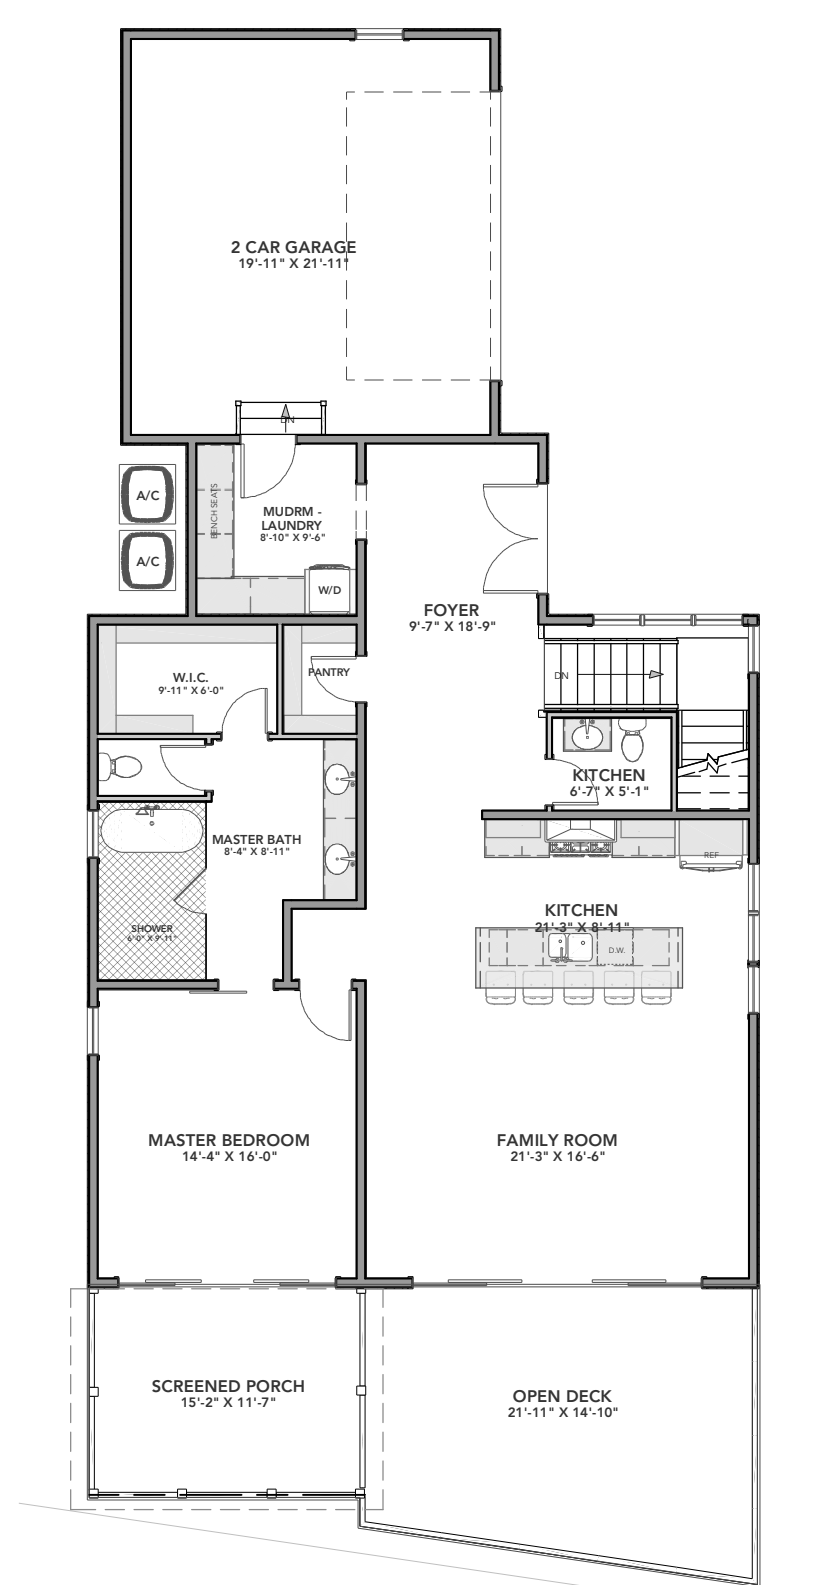 2 CAR GARAGE
19'-11" X 21'-11"
DN
A/C
A/C
BENCH SEATS
MUDRM -
LAUNDRY
8'-10" X 9'-6"
W/D
FOYER
9'-7" X 18'-9"
PANTRY
W.I.C.
9'-11" X 6'-0"
DN
KITCHEN
6'-7" X 5'-1"
MASTER BATH
8'-4" X 8'-11"
REF
KITCHEN
21'-3" X 8'-11"
SHOWER
6'-0" X 9'-11"
D.W.
MASTER BEDROOM
14'-4" X 16'-0"
FAMILY ROOM
21'-3" X 16'-6"
SCREENED PORCH
15'-2" X 11'-7"
OPEN DECK
21'-11" X 14'-10"